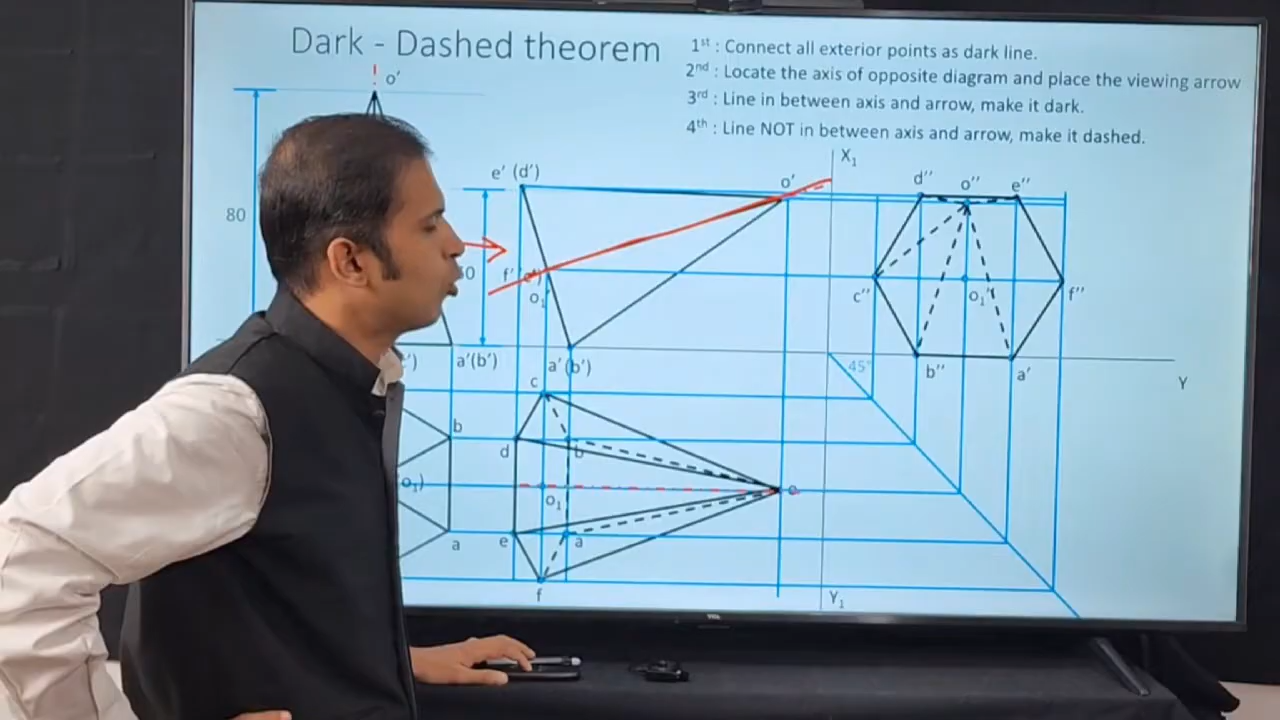 Dark - Dashed theorem
1st : Connect all exterior points as dark line.
2nd : Locate the axis of opposite diagram and place the viewing arrow
3rd : Line in between axis and arrow, make it dark.
4th : Line NOT in between axis and arrow, make it dashed.
o'
X1
e' (d')
o'
d''
o''
e''
80
f'
o1
c''
o1'
f''
a'(b')
a'(b')
45°
b''
a'
Y
c
b
d
b
o1)
o
o1
a
e
a
f
Y1
TCL